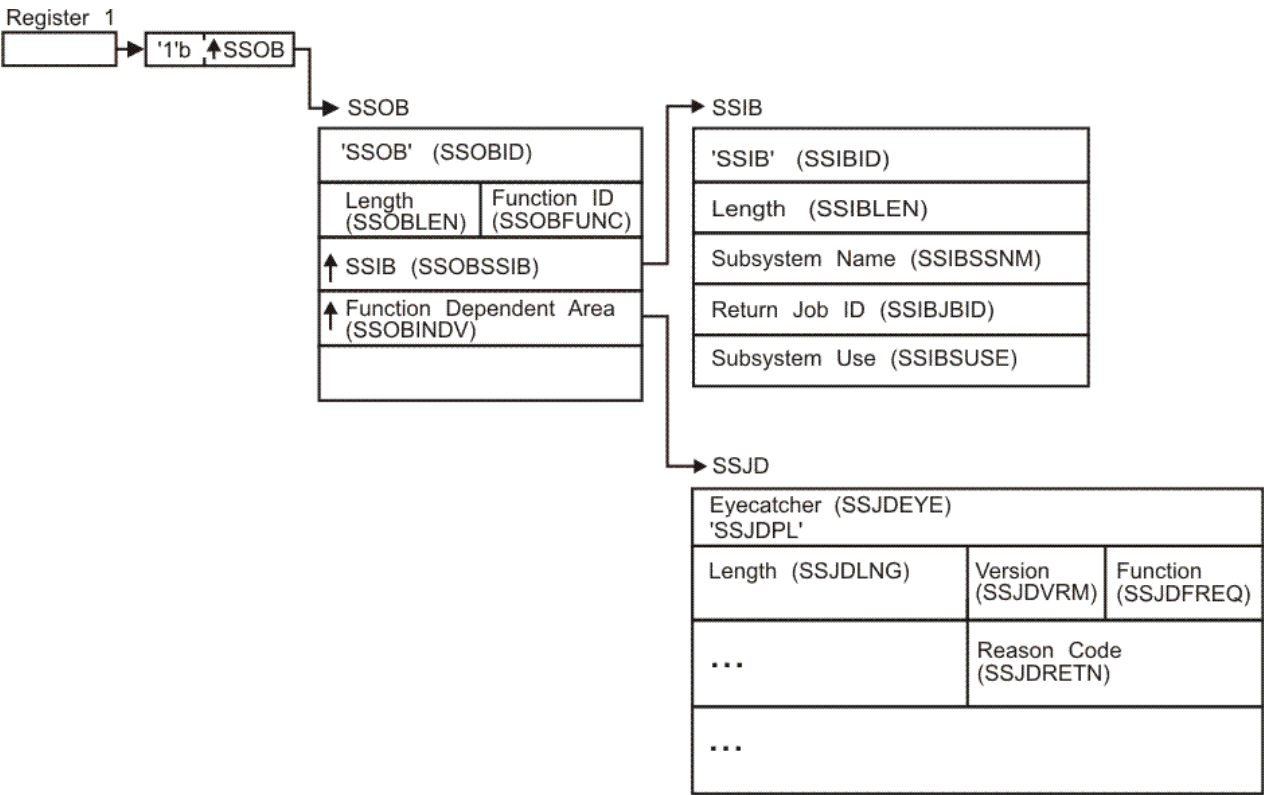 Register 1
'1'b SSOB
SSOB
'SSOB' (SSOBID)
Length
(SSOBLEN)
Function ID
(SSOBFUNC)
SSIB (SSOBSSIB)
Function Dependent Area
(SSOBINDV)
SSIB
'SSIB' (SSIBID)
Length (SSIBLEN)
Subsystem Name (SSIBSSNM)
Return Job ID (SSIBJBID)
Subsystem Use (SSIBSUSE)
SSJD
Eyecatcher (SSJDEYE)
'SSJDPL'
Length (SSJDLNG)
Version
(SSJDVRM)
Function
(SSJDFREQ)
...
Reason Code
(SSJDRETN)
...